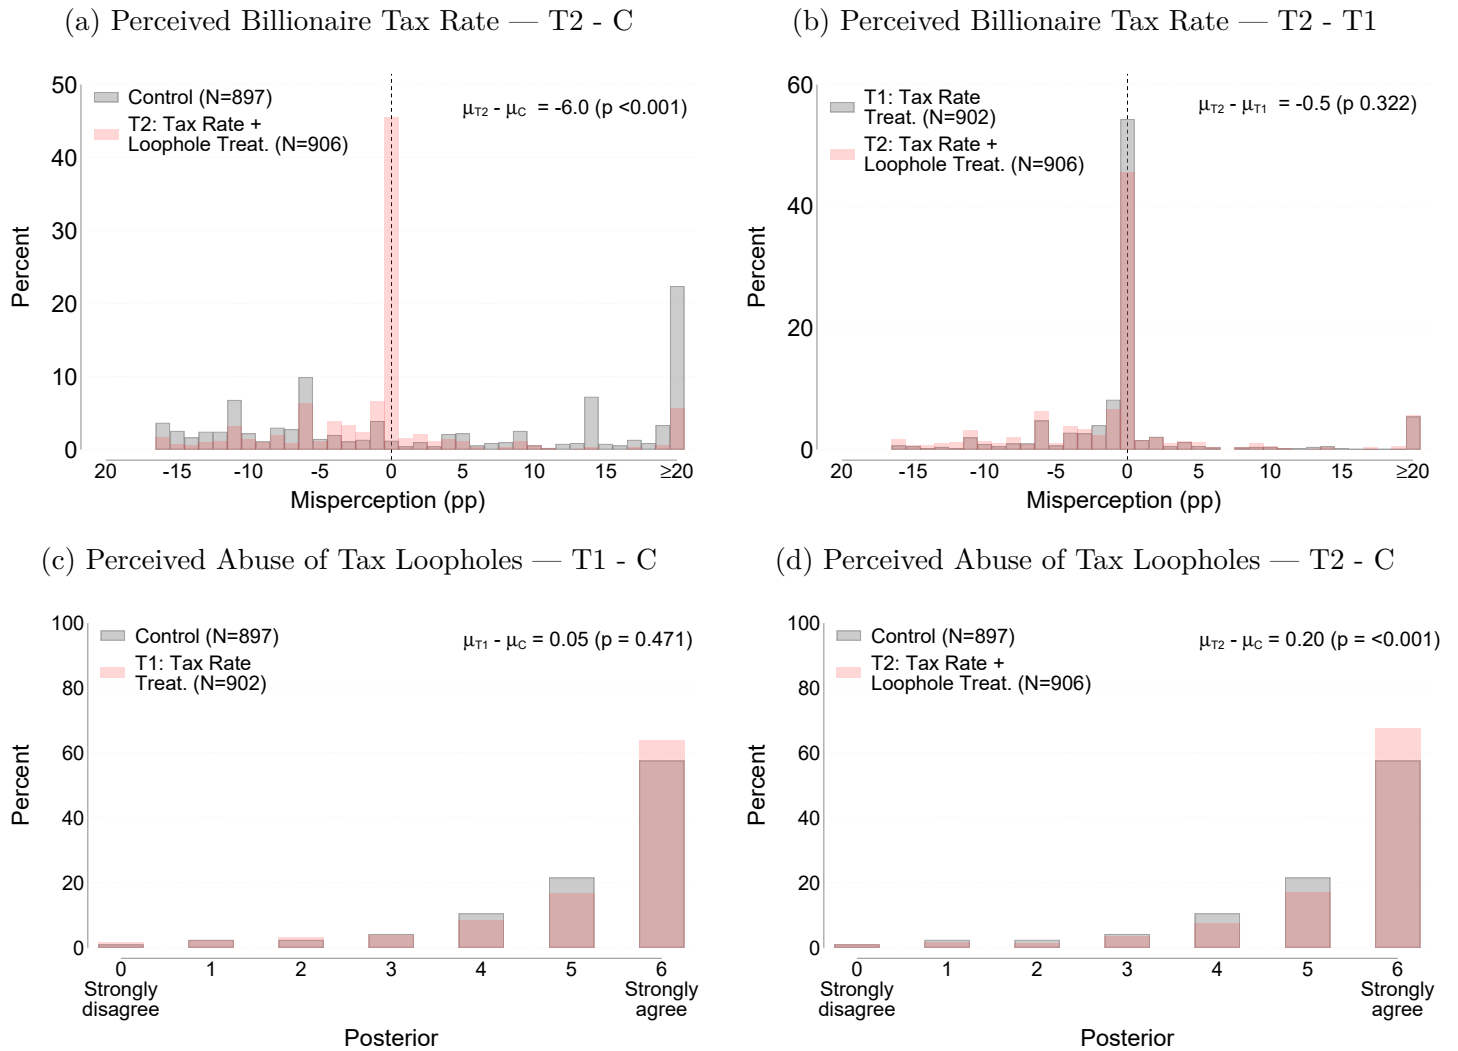 (a) Perceived Billionaire Tax Rate — T2 - C
50
40
30
20
10
0
Percent
Control (N=897)
T2: Tax Rate +
Loophole Treat. (N=906)
μT2 - μC = -6.0 (p <0.001)
20 -15 -10 -5 0 5 10 15 ≥20
Misperception (pp)
(b) Perceived Billionaire Tax Rate — T2 - T1
60
40
20
0
Percent
T1: Tax Rate
Treat. (N=902)
T2: Tax Rate +
Loophole Treat. (N=906)
μT2 - μT1 = -0.5 (p 0.322)
20 -15 -10 -5 0 5 10 15 ≥20
Misperception (pp)
(c) Perceived Abuse of Tax Loopholes — T1 - C
100
80
60
40
20
0
Percent
Control (N=897)
T1: Tax Rate
Treat. (N=902)
μT1 - μC = 0.05 (p = 0.471)
0 1 2 3 4 5 6
Strongly Strongly
disagree agree
Posterior
(d) Perceived Abuse of Tax Loopholes — T2 - C
100
80
60
40
20
0
Percent
Control (N=897)
T2: Tax Rate +
Loophole Treat. (N=906)
μT2 - μC = 0.20 (p = <0.001)
0 1 2 3 4 5 6
Strongly Strongly
disagree agree
Posterior